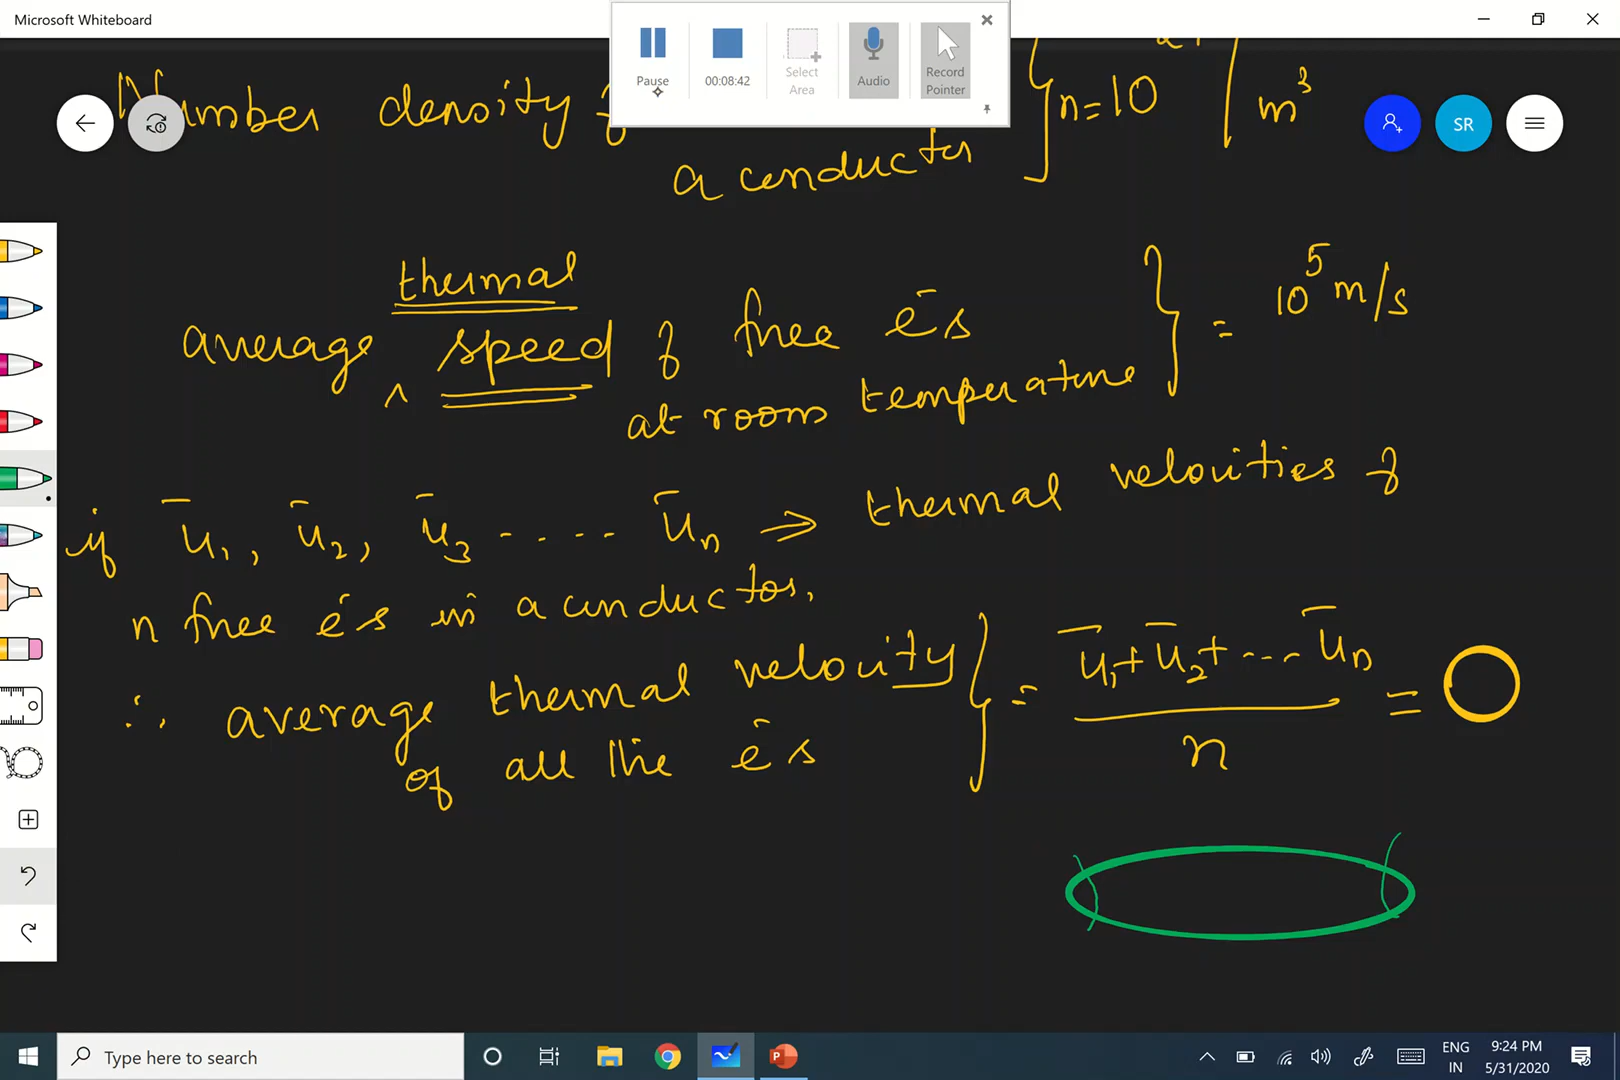 Microsoft Whiteboard
Pause
00:08:42
Select Area
Audio
Record Pointer
SR
Number density
a conductor } n = 10 / m³
average ^ thermal speed of free e⁻s
at room temperature } = 10⁵ m/s
if ū₁, ū₂, ū₃ ..... ūₙ ⇒ thermal velocities of
n free e⁻s in a conductor,
∴ average thermal velocity
of all the e⁻s } = (ū₁ + ū₂ + ... ūₙ) / n = 0
Type here to search
ENG
IN
9:24 PM
5/31/2020